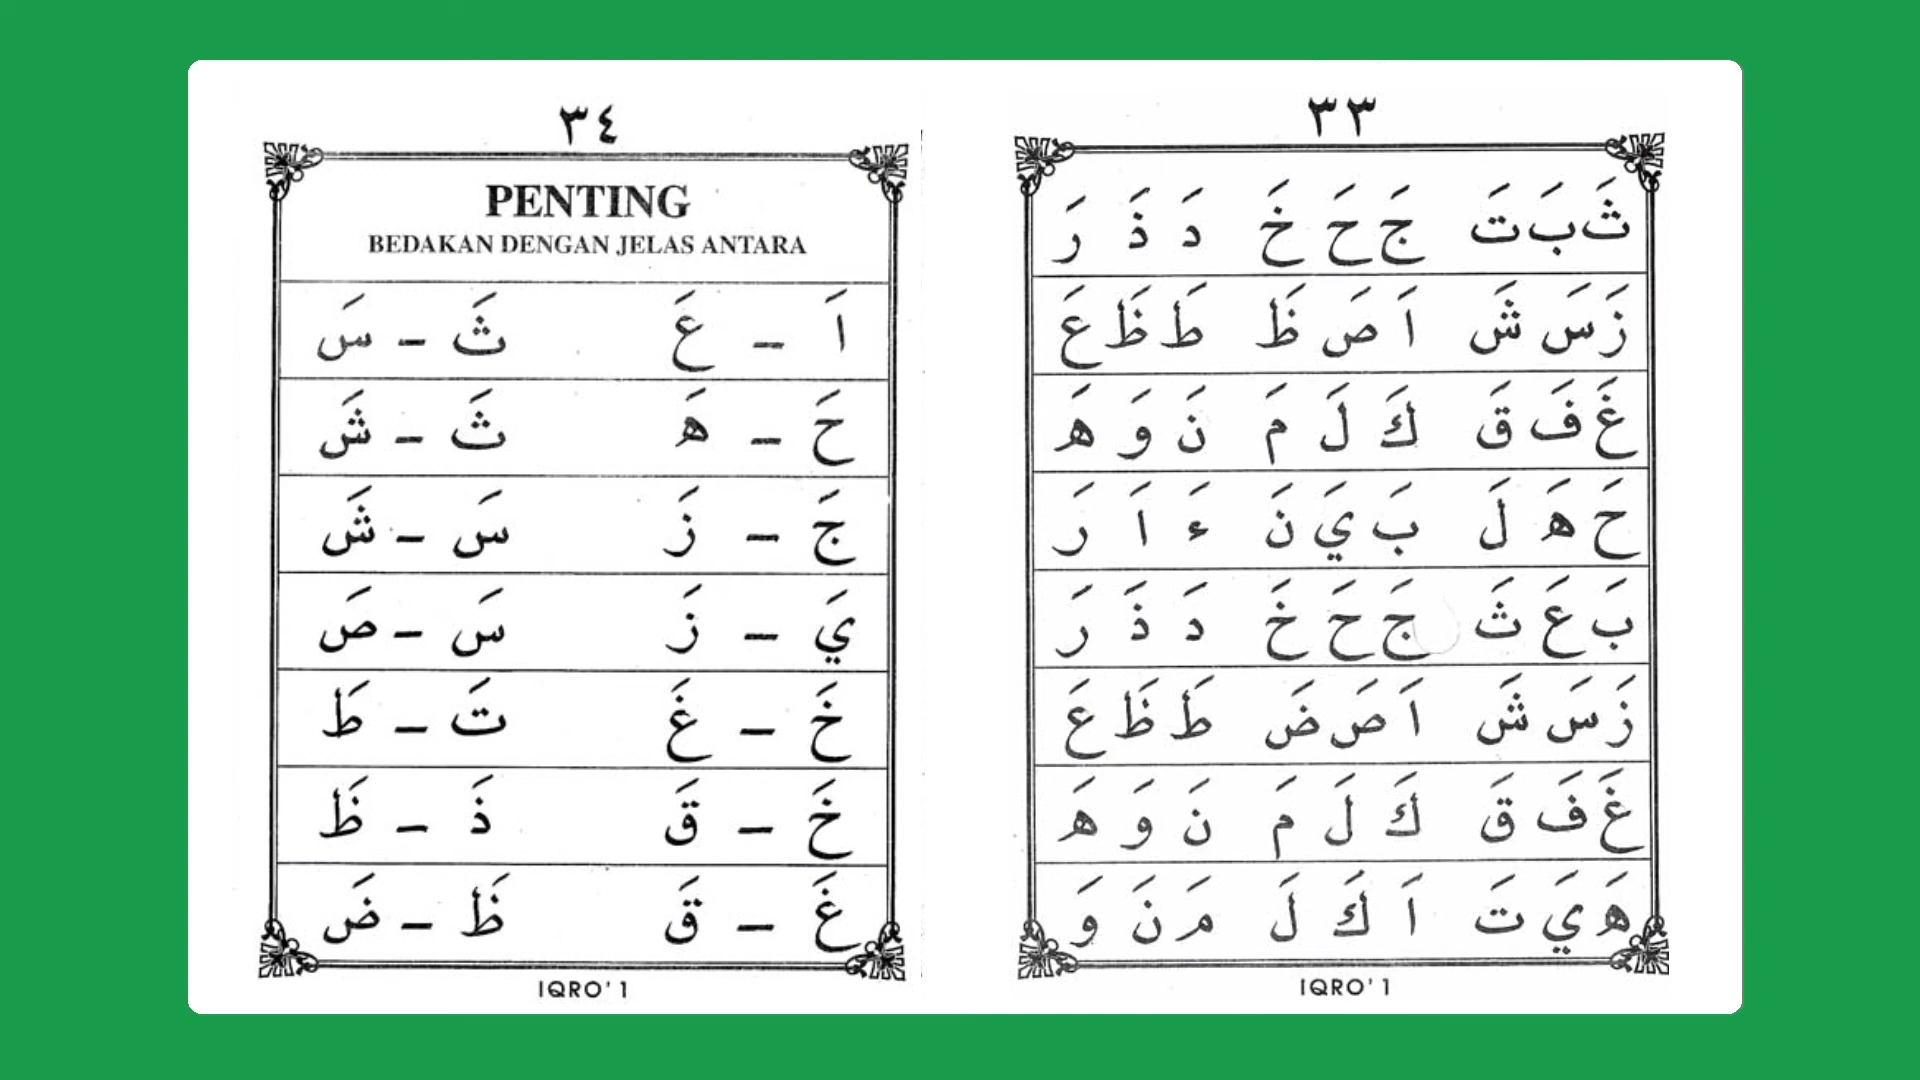 ٣٣
ثَ بَ تَ جَ حَ خَ دَ ذَ رَ
زَ سَ شَ اَ صَ ظَ طَ ظَ عَ
غَ فَ قَ كَ لَ مَ نَ وَ هَ
حَ هَ لَ بَ يَ نَ ءَ اَ رَ
بَ عَ ثَ جَ حَ خَ دَ ذَ رَ
زَ سَ شَ اَ صَ ضَ طَ ظَ عَ
غَ فَ قَ كَ لَ مَ نَ وَ هَ
هَ يَ تَ اَ كَ لَ مَ نَ وَ
IQRO' 1
٣٤
PENTING
BEDAKAN DENGAN JELAS ANTARA
اَ – عَ ثَ – سَ
حَ – هَ ثَ – شَ
جَ – زَ سَ – شَ
يَ – زَ سَ – صَ
خَ – غَ تَ – طَ
خَ – قَ ذَ – ظَ
غَ – قَ ظَ – ضَ
IQRO' 1